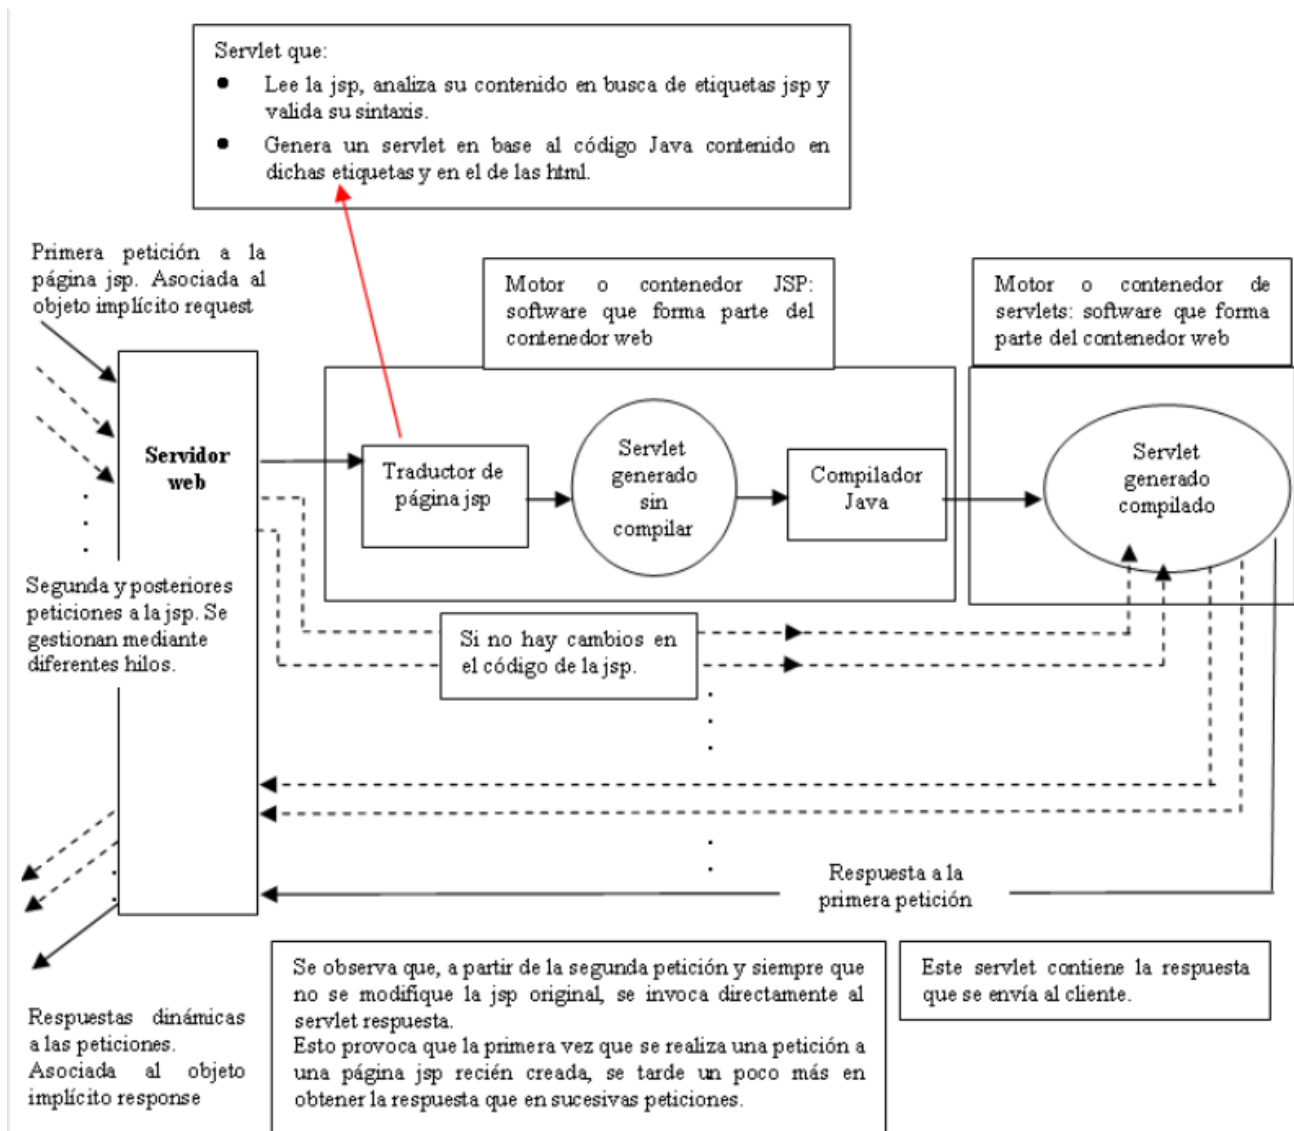 Servlet que:
● Lee la jsp, analiza su contenido en busca de etiquetas jsp y
valida su sintaxis.
● Genera un servlet en base al código Java contenido en
dichas etiquetas y en el de las html.
Primera petición a la
página jsp. Asociada al
objeto implícito request
Motor o contenedor JSP:
software que forma parte del
contenedor web
Motor o contenedor de
servlets: software que forma
parte del contenedor web
Servidor
web
Traductor de
página jsp
Servlet
generado
sin
compilar
Compilador
Java
Servlet
generado
compilado
Segunda y posteriores
peticiones a la jsp. Se
gestionan mediante
diferentes hilos.
Si no hay cambios en
el código de la jsp.
Respuesta a la
primera petición
Respuestas dinámicas
a las peticiones.
Asociada al objeto
implícito response
Se observa que, a partir de la segunda petición y siempre que
no se modifique la jsp original, se invoca directamente al
servlet respuesta.
Esto provoca que la primera vez que se realiza una petición a
una página jsp recién creada, se tarde un poco más en
obtener la respuesta que en sucesivas peticiones.
Este servlet contiene la respuesta
que se envía al cliente.